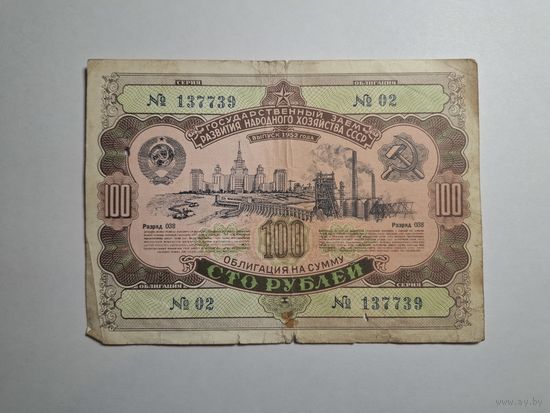 СЕРИЯ ОБЛИГАЦИЯ
№ 137739 № 02
ГОСУДАРСТВЕННЫЙ ЗАЕМ
РАЗВИТИЯ НАРОДНОГО ХОЗЯЙСТВА СССР
ВЫПУСК 1952 ГОДА
100 100
Разряд 038 Разряд 038
100
ОБЛИГАЦИЯ НА СУММУ
СТО РУБЛЕЙ
ОБЛИГАЦИЯ СЕРИЯ
№ 02 № 137739
www.ay.by